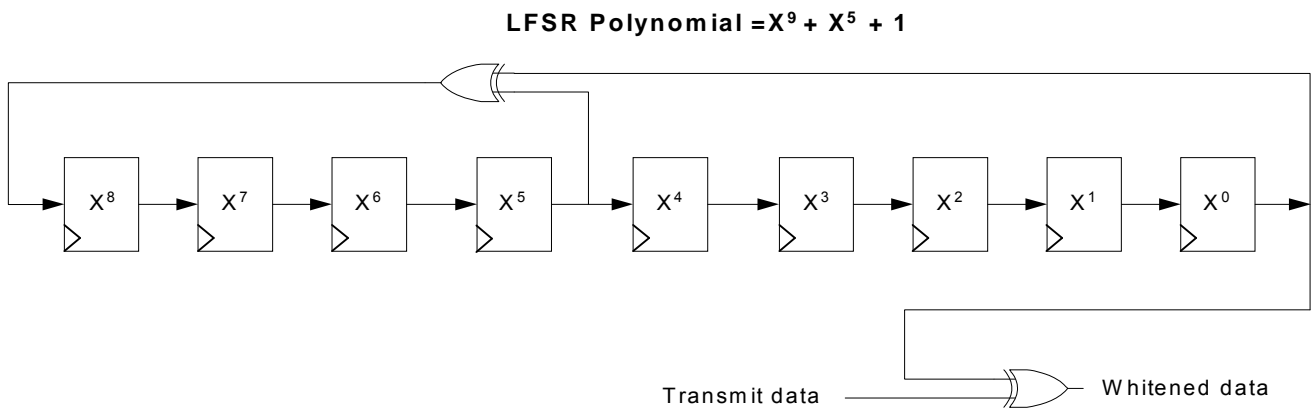 LFSR Polynomial =X⁹ + X⁵ + 1
X⁸ X⁷ X⁶ X⁵ X⁴ X³ X² X¹ X⁰
Transmit data
Whitened data